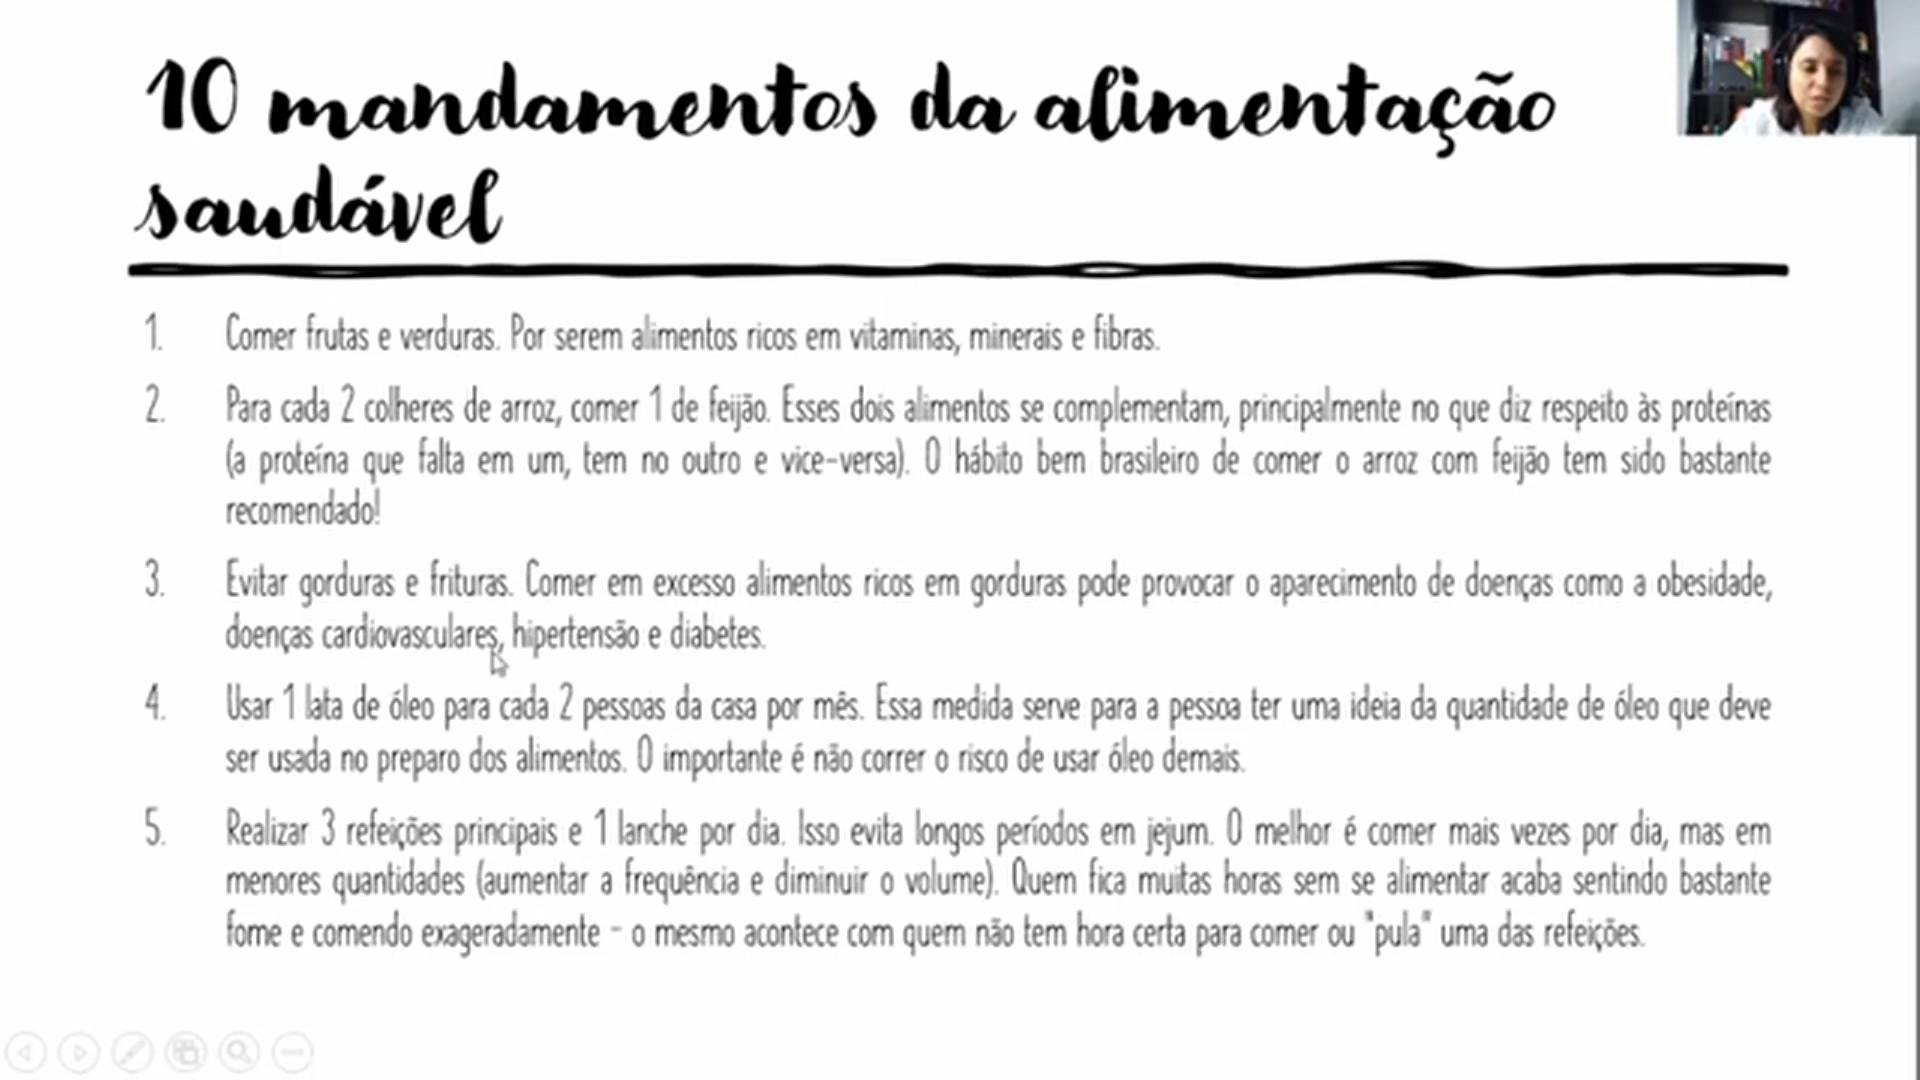 10 mandamentos da alimentação
saudável
1. Comer frutas e verduras. Por serem alimentos ricos em vitaminas, minerais e fibras.
2. Para cada 2 colheres de arroz, comer 1 de feijão. Esses dois alimentos se complementam, principalmente no que diz respeito às proteínas
(a proteína que falta em um, tem no outro e vice-versa). O hábito bem brasileiro de comer o arroz com feijão tem sido bastante
recomendado!
3. Evitar gorduras e frituras. Comer em excesso alimentos ricos em gorduras pode provocar o aparecimento de doenças como a obesidade,
doenças cardiovasculares, hipertensão e diabetes.
4. Usar 1 lata de óleo para cada 2 pessoas da casa por mês. Essa medida serve para a pessoa ter uma ideia da quantidade de óleo que deve
ser usada no preparo dos alimentos. O importante é não correr o risco de usar óleo demais.
5. Realizar 3 refeições principais e 1 lanche por dia. Isso evita longos períodos em jejum. O melhor é comer mais vezes por dia, mas em
menores quantidades (aumentar a frequência e diminuir o volume). Quem fica muitas horas sem se alimentar acaba sentindo bastante
fome e comendo exageradamente - o mesmo acontece com quem não tem hora certa para comer ou "pula" uma das refeições.